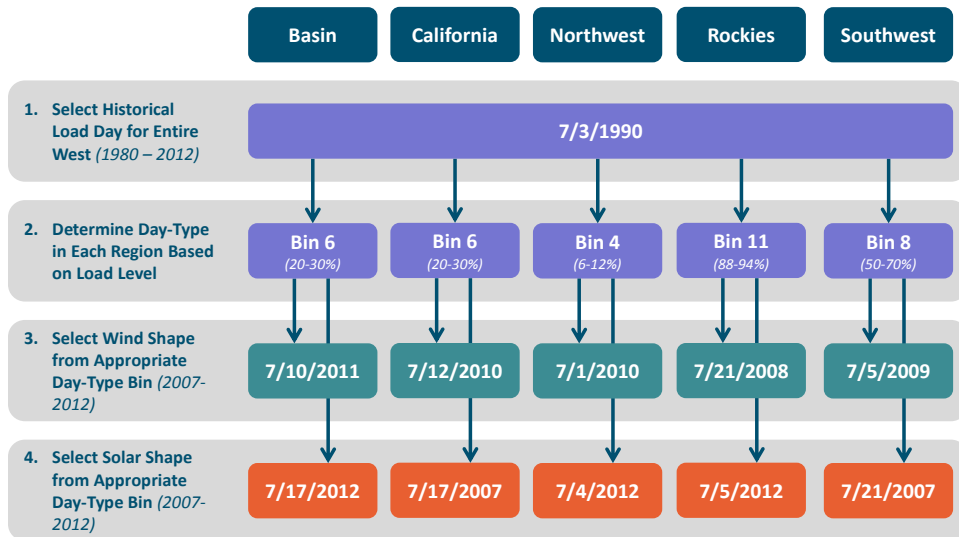 Basin
California
Northwest
Rockies
Southwest
1. Select Historical
Load Day for Entire
West (1980 – 2012)
7/3/1990
2. Determine Day-Type
in Each Region Based
on Load Level
Bin 6
(20-30%)
Bin 6
(20-30%)
Bin 4
(6-12%)
Bin 11
(88-94%)
Bin 8
(50-70%)
3. Select Wind Shape
from Appropriate
Day-Type Bin (2007-
2012)
7/10/2011
7/12/2010
7/1/2010
7/21/2008
7/5/2009
4. Select Solar Shape
from Appropriate
Day-Type Bin (2007-
2012)
7/17/2012
7/17/2007
7/4/2012
7/5/2012
7/21/2007